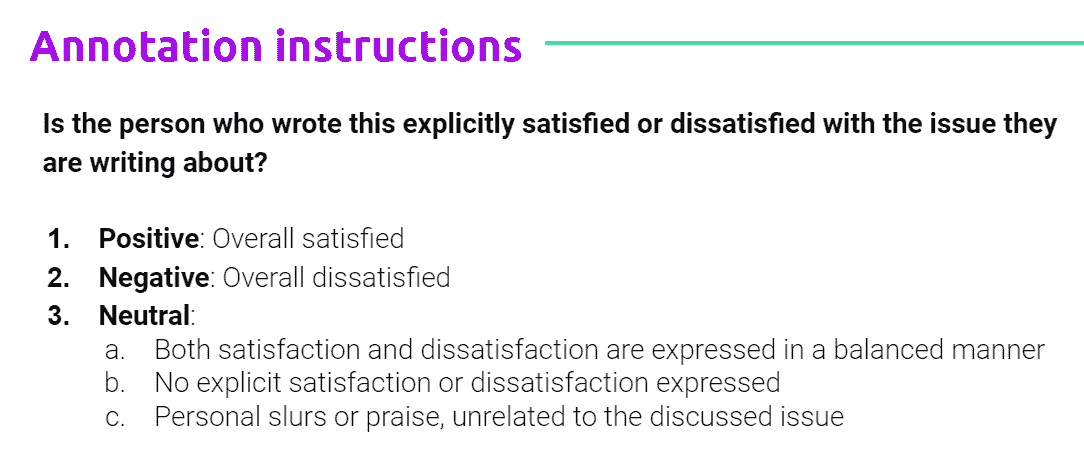 Annotation instructions
Is the person who wrote this explicitly satisfied or dissatisfied with the issue they
are writing about?
1. Positive: Overall satisfied
2. Negative: Overall dissatisfied
3. Neutral:
a. Both satisfaction and dissatisfaction are expressed in a balanced manner
b. No explicit satisfaction or dissatisfaction expressed
c. Personal slurs or praise, unrelated to the discussed issue